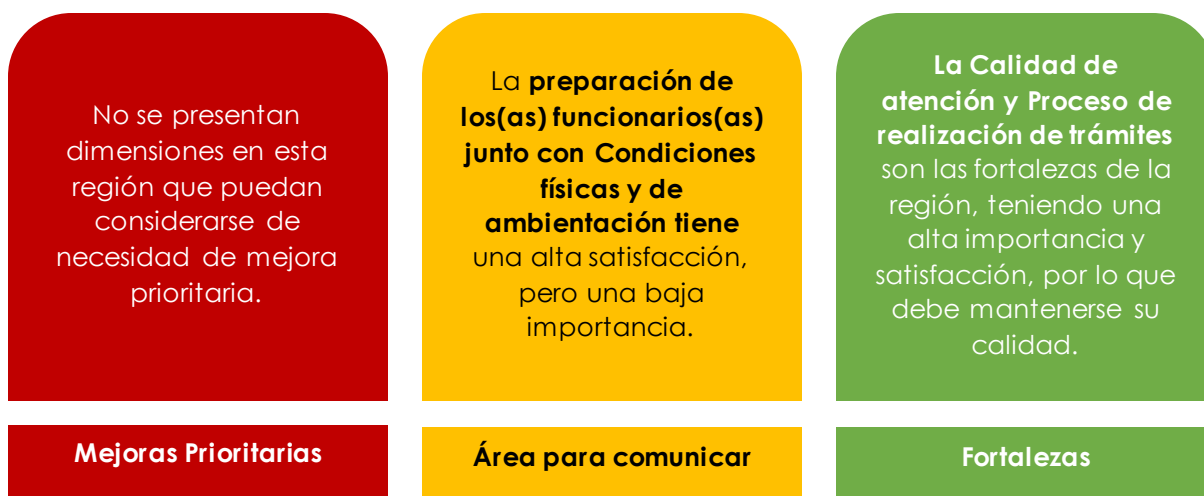 No se presentan
dimensiones en esta
región que puedan
considerarse de
necesidad de mejora
prioritaria.
Mejoras Prioritarias
La preparación de
los(as) funcionarios(as)
junto con Condiciones
físicas y de
ambientación tiene
una alta satisfacción,
pero una baja
importancia.
Área para comunicar
La Calidad de
atención y Proceso de
realización de trámites
son las fortalezas de la
región, teniendo una
alta importancia y
satisfacción, por lo que
debe mantenerse su
calidad.
Fortalezas